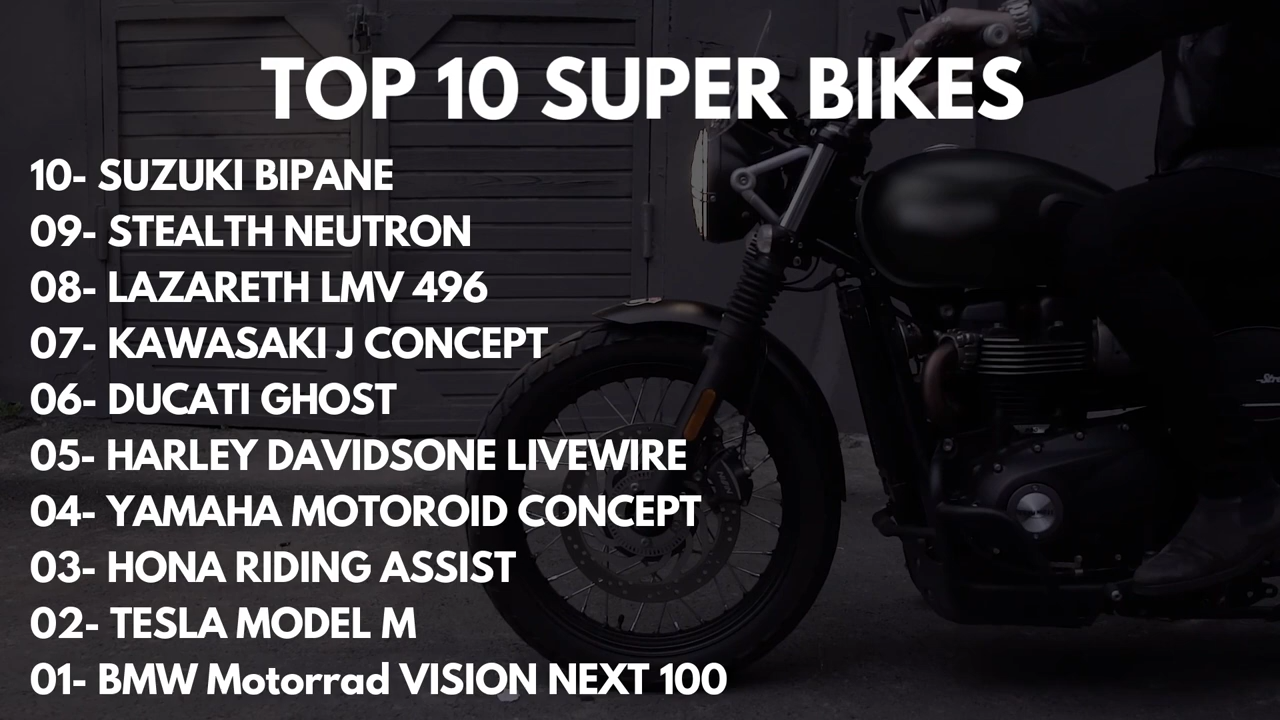 TOP 10 SUPER BIKES
10- SUZUKI BIPANE
09- STEALTH NEUTRON
08- LAZARETH LMV 496
07- KAWASAKI J CONCEPT
06- DUCATI GHOST
05- HARLEY DAVIDSONE LIVEWIRE
04- YAMAHA MOTOROID CONCEPT
03- HONA RIDING ASSIST
02- TESLA MODEL M
01- BMW Motorrad VISION NEXT 100